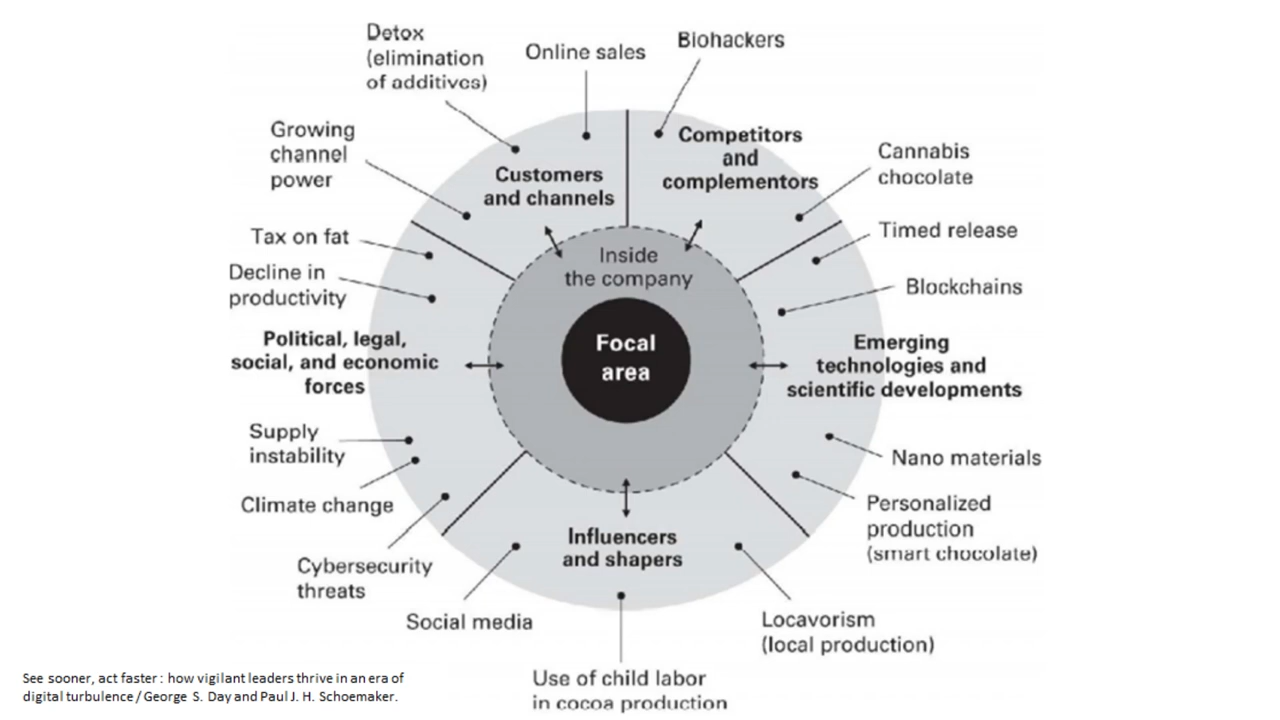 Detox
(elimination
of additives)
Online sales
Biohackers
Growing
channel
power
Customers
and channels
Competitors
and
complementors
Cannabis
chocolate
Tax on fat
Timed release
Decline in
productivity
Inside
the company
Blockchains
Political, legal,
social, and economic
forces
Focal
area
Emerging
technologies and
scientific developments
Supply
instability
Nano materials
Climate change
Personalized
production
(smart chocolate)
Influencers
and shapers
Cybersecurity
threats
Social media
Locavorism
(local production)
Use of child labor
in cocoa production
See sooner, act faster : how vigilant leaders thrive in an era of
digital turbulence / George S. Day and Paul J. H. Schoemaker.